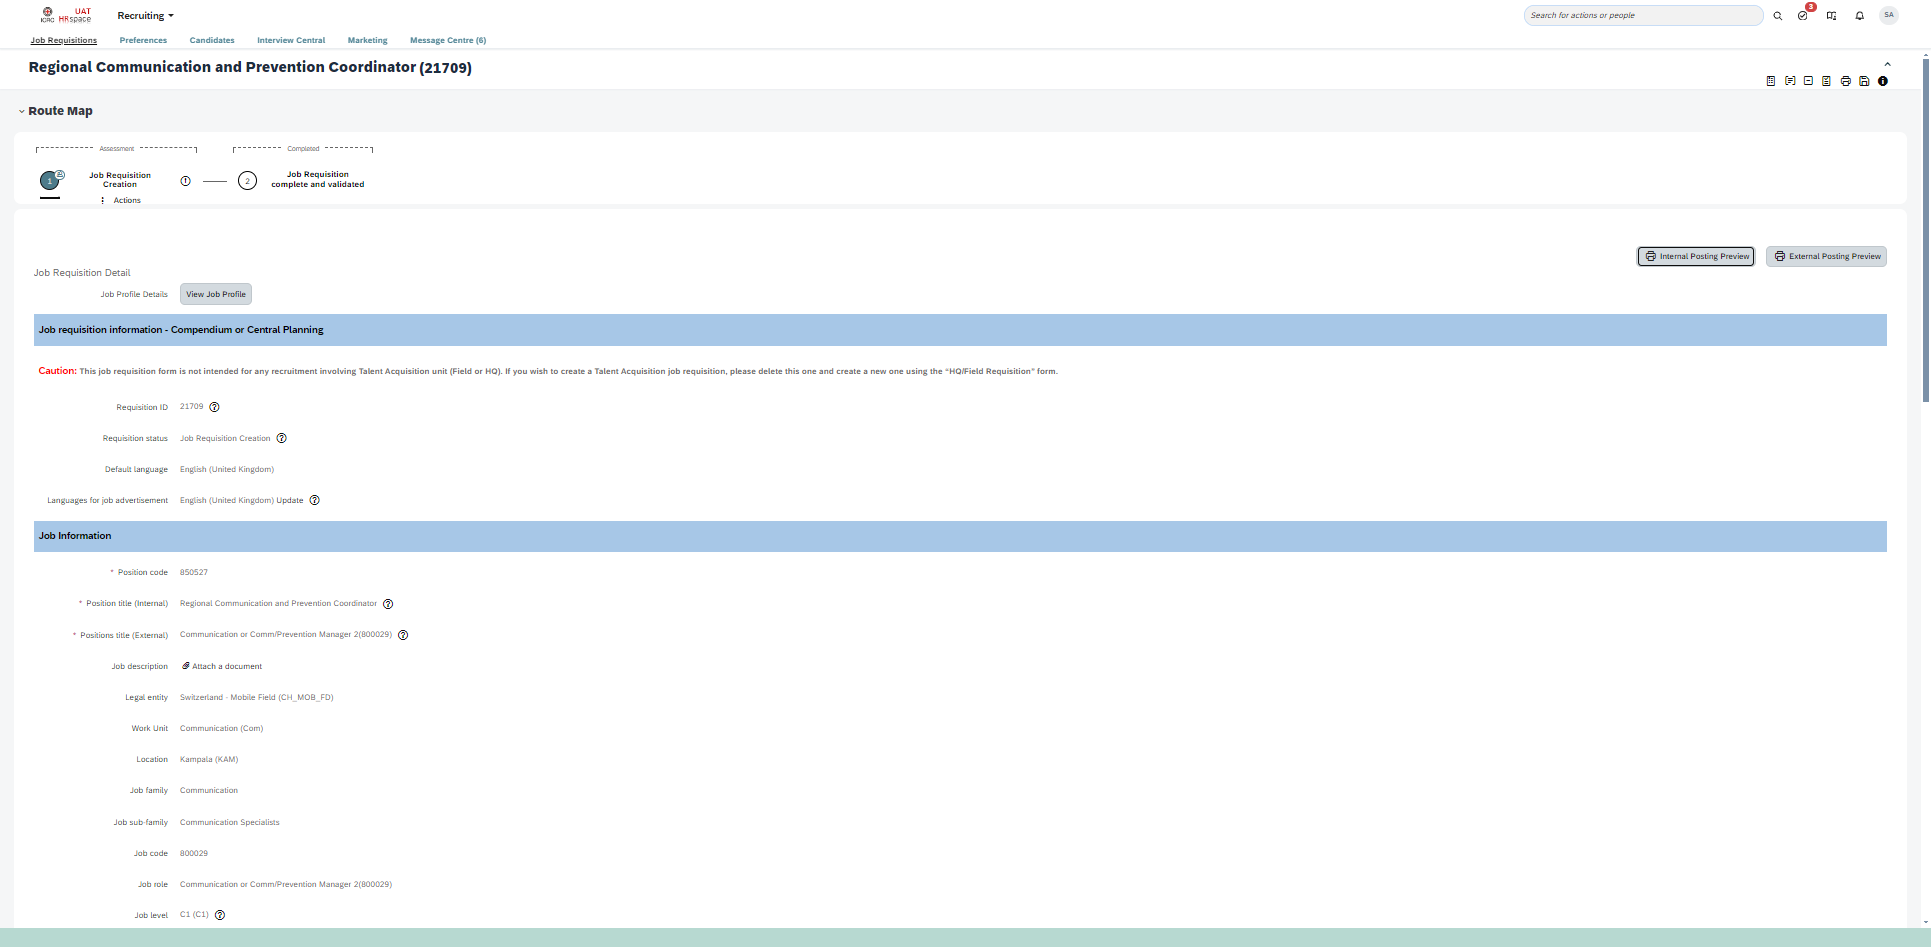 ICRC
UAT
HRspace
Recruiting
Search for actions or people
3
SA
Job Requisitions
Preferences
Candidates
Interview Central
Marketing
Message Centre (6)
Regional Communication and Prevention Coordinator (21709)
Route Map
Assessment
Completed
1
Job Requisition
Creation
2
Job Requisition
complete and validated
Actions
Internal Posting Preview
External Posting Preview
Job Requisition Detail
Job Profile Details
View Job Profile
Job requisition information - Compendium or Central Planning
Caution: This job requisition form is not intended for any recruitment involving Talent Acquisition unit (Field or HQ). If you wish to create a Talent Acquisition job requisition, please delete this one and create a new one using the “HQ/Field Requisition” form.
Requisition ID 21709
Requisition status Job Requisition Creation
Default language English (United Kingdom)
Languages for job advertisement English (United Kingdom) Update
Job Information
* Position code 850527
* Position title (Internal) Regional Communication and Prevention Coordinator
* Positions title (External) Communication or Comm/Prevention Manager 2(800029)
Job description Attach a document
Legal entity Switzerland - Mobile Field (CH_MOB_FD)
Work Unit Communication (Com)
Location Kampala (KAM)
Job family Communication
Job sub-family Communication Specialists
Job code 800029
Job role Communication or Comm/Prevention Manager 2(800029)
Job level C1 (C1)